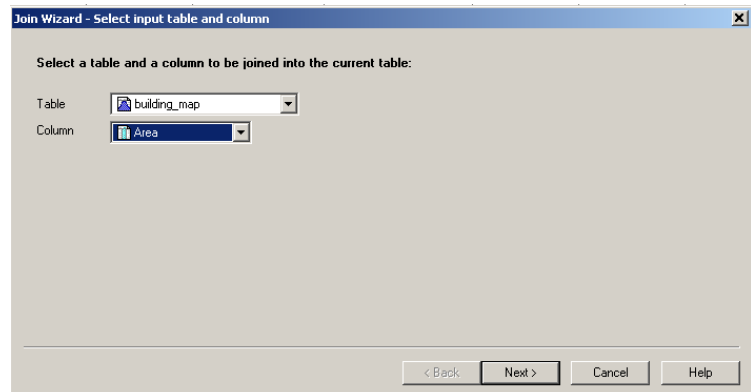 Join Wizard - Select input table and column
Select a table and a column to be joined into the current table:
Table building_map
Column Area
< Back Next > Cancel Help